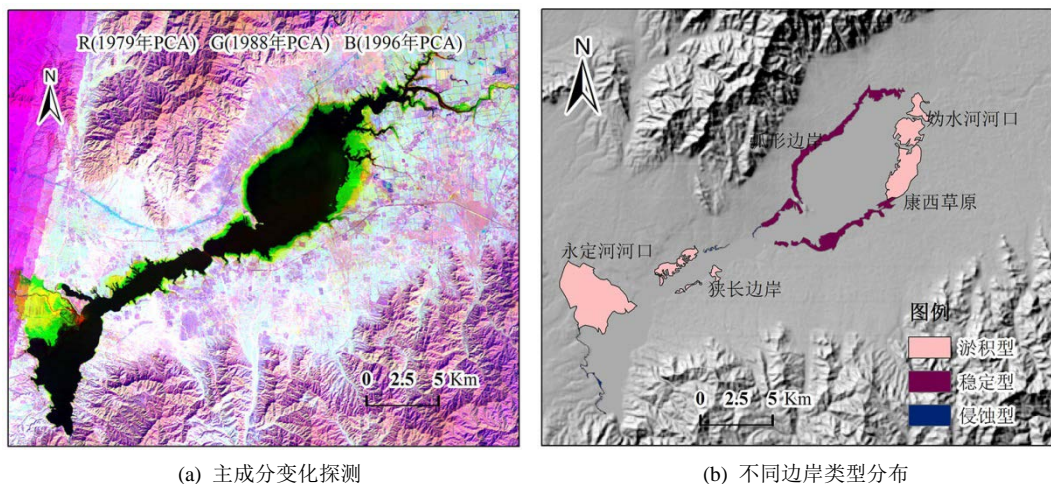 R(1979年PCA) G(1988年PCA) B(1996年PCA)
N
0 2.5 5 Km
(a) 主成分变化探测
N
妫水河河口
弧形边岸
康西草原
永定河河口
狭长边岸
图例
淤积型
稳定型
侵蚀型
0 2.5 5 Km
(b) 不同边岸类型分布